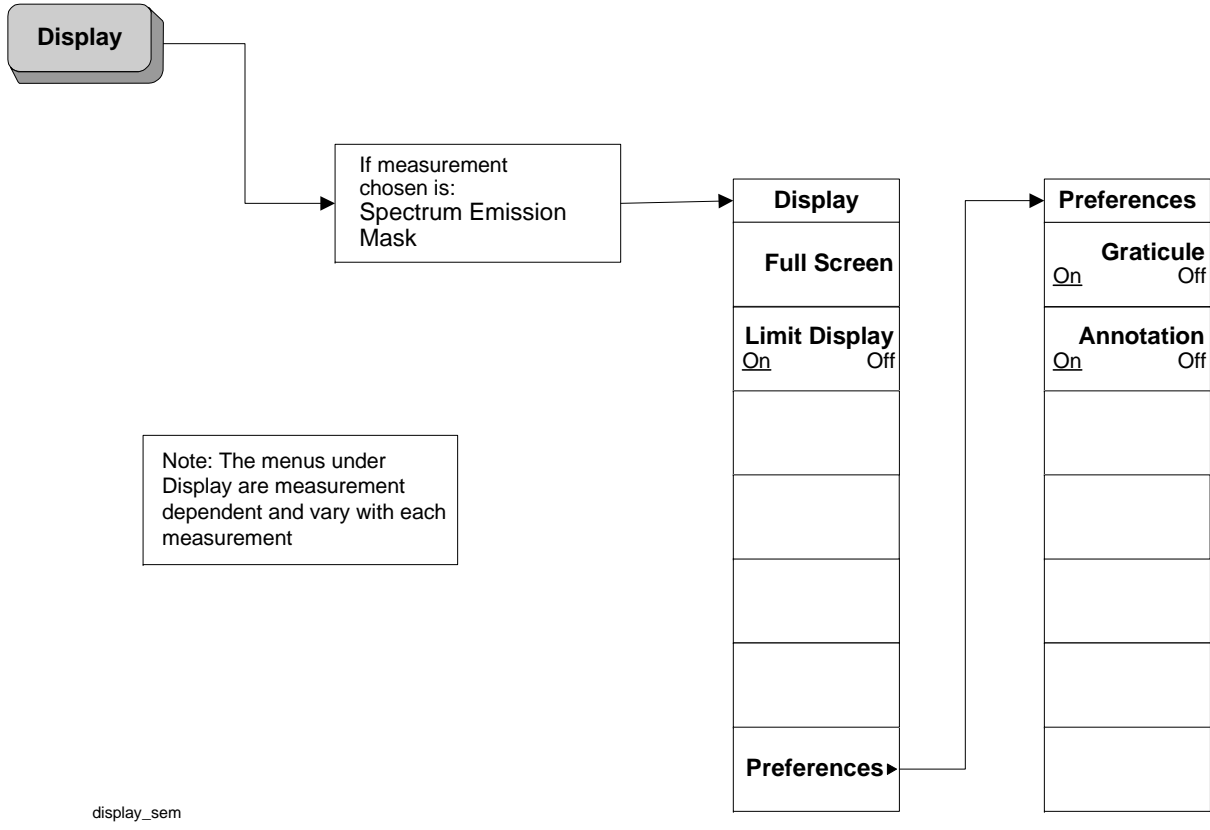 Display
If measurement
chosen is:
Spectrum Emission
Mask
Display
Full Screen
Limit Display
On Off
Preferences
Preferences
Graticule
On Off
Annotation
On Off
Note: The menus under
Display are measurement
dependent and vary with each
measurement
display_sem